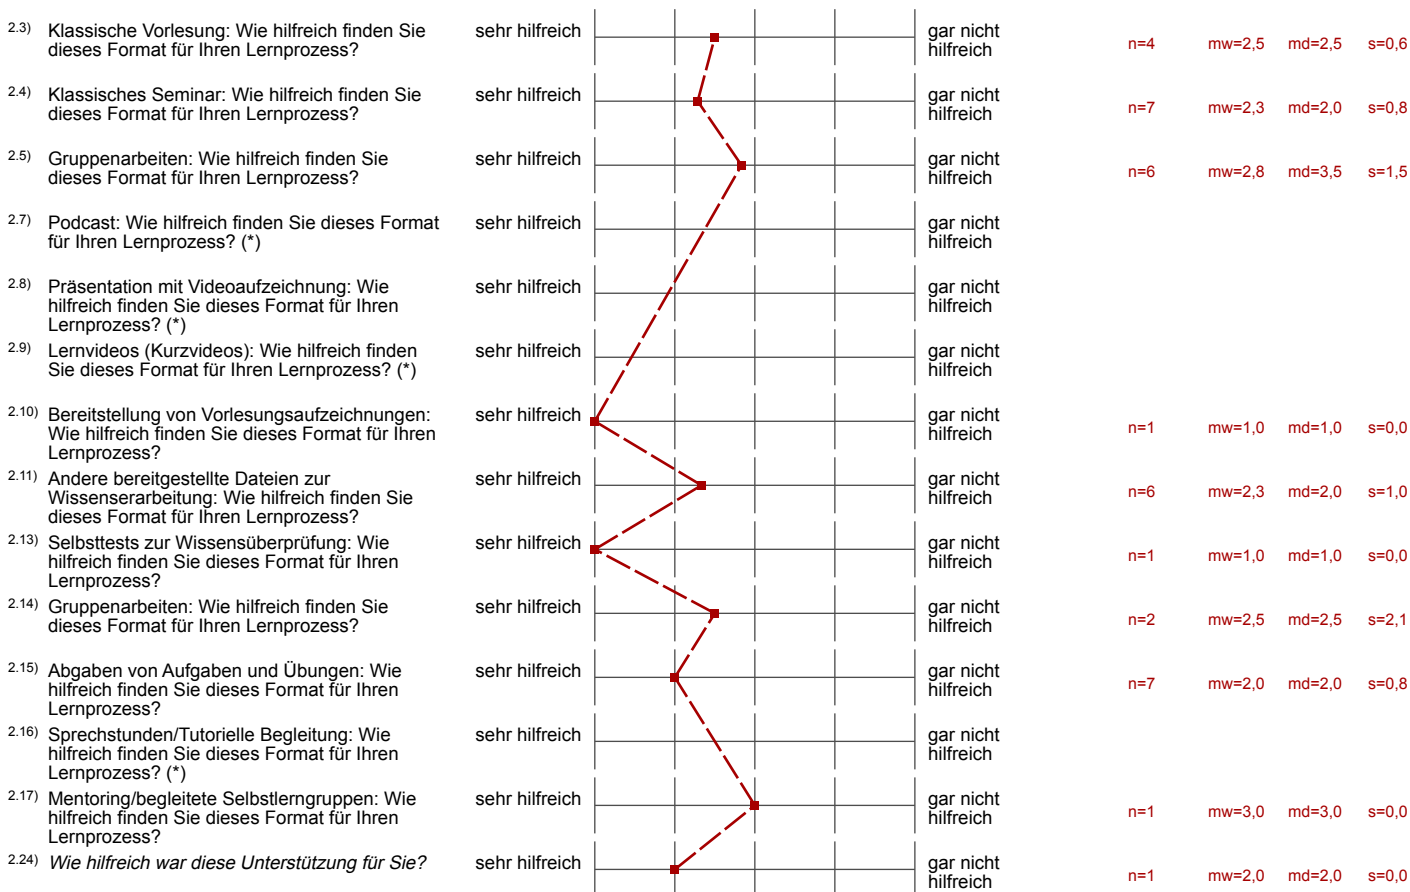 2.3) Klassische Vorlesung: Wie hilfreich finden Sie
dieses Format für Ihren Lernprozess?
sehr hilfreich
gar nicht
hilfreich
n=4 mw=2,5 md=2,5 s=0,6
2.4) Klassisches Seminar: Wie hilfreich finden Sie
dieses Format für Ihren Lernprozess?
sehr hilfreich
gar nicht
hilfreich
n=7 mw=2,3 md=2,0 s=0,8
2.5) Gruppenarbeiten: Wie hilfreich finden Sie
dieses Format für Ihren Lernprozess?
sehr hilfreich
gar nicht
hilfreich
n=6 mw=2,8 md=3,5 s=1,5
2.7) Podcast: Wie hilfreich finden Sie dieses Format
für Ihren Lernprozess? (*)
sehr hilfreich
gar nicht
hilfreich
2.8) Präsentation mit Videoaufzeichnung: Wie
hilfreich finden Sie dieses Format für Ihren
Lernprozess? (*)
sehr hilfreich
gar nicht
hilfreich
2.9) Lernvideos (Kurzvideos): Wie hilfreich finden
Sie dieses Format für Ihren Lernprozess? (*)
sehr hilfreich
gar nicht
hilfreich
2.10) Bereitstellung von Vorlesungsaufzeichnungen:
Wie hilfreich finden Sie dieses Format für Ihren
Lernprozess?
sehr hilfreich
gar nicht
hilfreich
n=1 mw=1,0 md=1,0 s=0,0
2.11) Andere bereitgestellte Dateien zur
Wissenserarbeitung: Wie hilfreich finden Sie
dieses Format für Ihren Lernprozess?
sehr hilfreich
gar nicht
hilfreich
n=6 mw=2,3 md=2,0 s=1,0
2.13) Selbsttests zur Wissensüberprüfung: Wie
hilfreich finden Sie dieses Format für Ihren
Lernprozess?
sehr hilfreich
gar nicht
hilfreich
n=1 mw=1,0 md=1,0 s=0,0
2.14) Gruppenarbeiten: Wie hilfreich finden Sie
dieses Format für Ihren Lernprozess?
sehr hilfreich
gar nicht
hilfreich
n=2 mw=2,5 md=2,5 s=2,1
2.15) Abgaben von Aufgaben und Übungen: Wie
hilfreich finden Sie dieses Format für Ihren
Lernprozess?
sehr hilfreich
gar nicht
hilfreich
n=7 mw=2,0 md=2,0 s=0,8
2.16) Sprechstunden/Tutorielle Begleitung: Wie
hilfreich finden Sie dieses Format für Ihren
Lernprozess? (*)
sehr hilfreich
gar nicht
hilfreich
2.17) Mentoring/begleitete Selbstlerngruppen: Wie
hilfreich finden Sie dieses Format für Ihren
Lernprozess?
sehr hilfreich
gar nicht
hilfreich
n=1 mw=3,0 md=3,0 s=0,0
2.24) Wie hilfreich war diese Unterstützung für Sie?
sehr hilfreich
gar nicht
hilfreich
n=1 mw=2,0 md=2,0 s=0,0